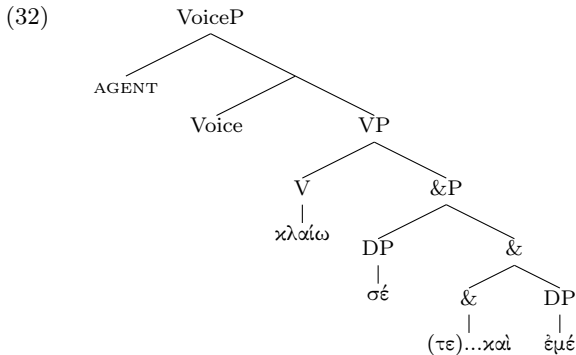 (32)
VoiceP
AGENT
Voice VP
V &P
κλαίω
DP &
σέ
& DP
(τε)...καὶ ἐμέ